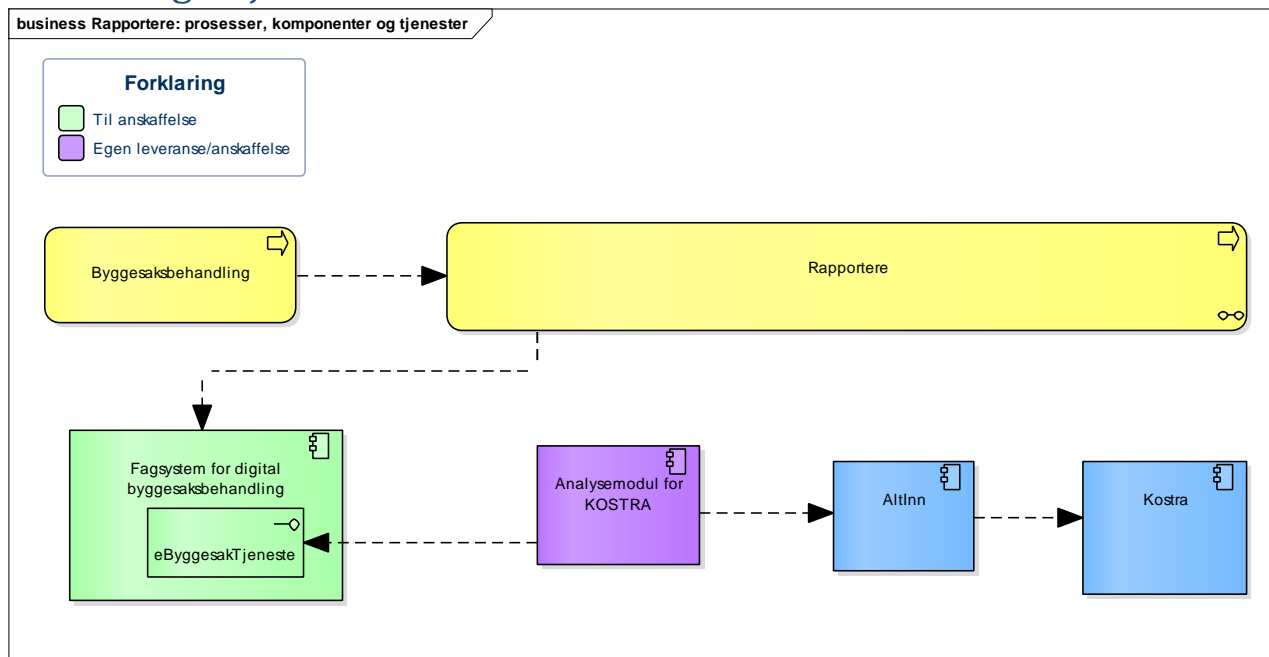 business Rapportere: prosesser, komponenter og tjenester
Forklaring
Til anskaffelse
Egen leveranse/anskaffelse
Byggesaksbehandling
Rapportere
Fagsystem for digital
byggesaksbehandling
eByggesakTjeneste
Analysemodul for
KOSTRA
AltInn
Kostra